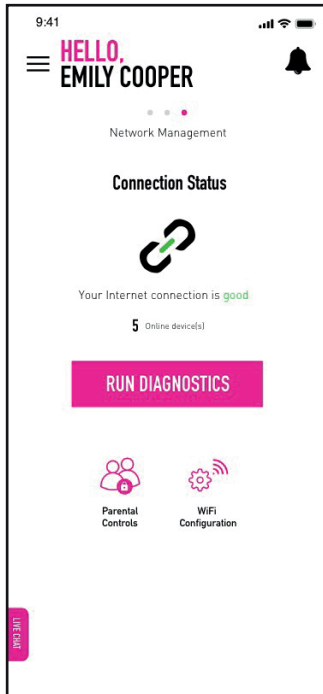 9:41
HELLO,
EMILY COOPER
Network Management
Connection Status
Your Internet connection is good
5 Online device(s)
RUN DIAGNOSTICS
Parental
Controls
WiFi
Configuration
LIVE CHAT